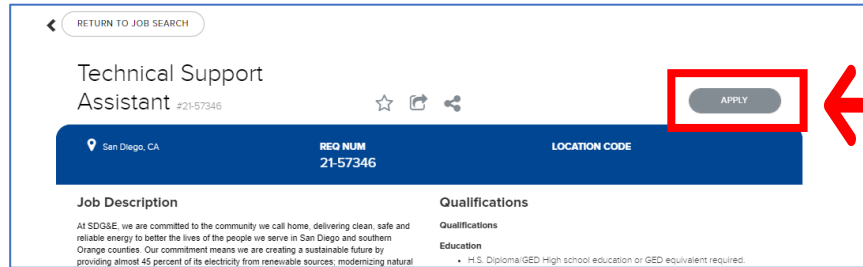 RETURN TO JOB SEARCH
Technical Support
Assistant #21-57346
APPLY
San Diego, CA
REQ NUM
21-57346
LOCATION CODE
Job Description
At SDG&E, we are committed to the community we call home, delivering clean, safe and
reliable energy to better the lives of the people we serve in San Diego and southern
Orange counties. Our commitment means we are creating a sustainable future by
providing almost 45 percent of its electricity from renewable sources; modernizing natural
Qualifications
Qualifications
Education
• H.S. Diploma/GED High school education or GED equivalent required.